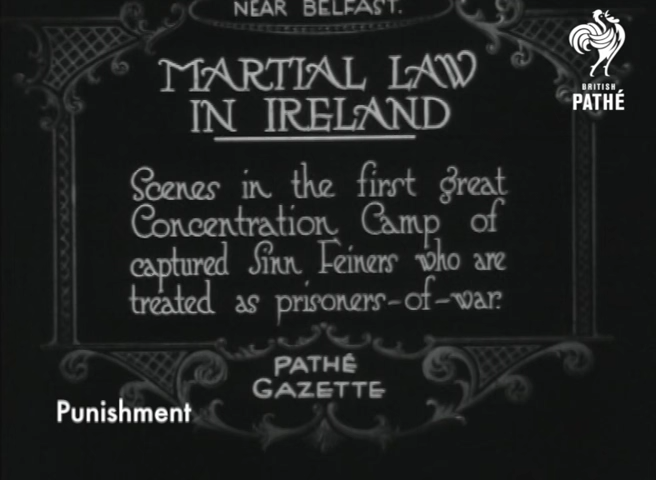 NEAR BELFAST.
BRITISH
PATHÉ
MARTIAL LAW
IN IRELAND
Scenes in the first great
Concentration Camp of
captured Sinn Feiners who are
treated as prisoners-of-war.
PATHÉ
GAZETTE
Punishment